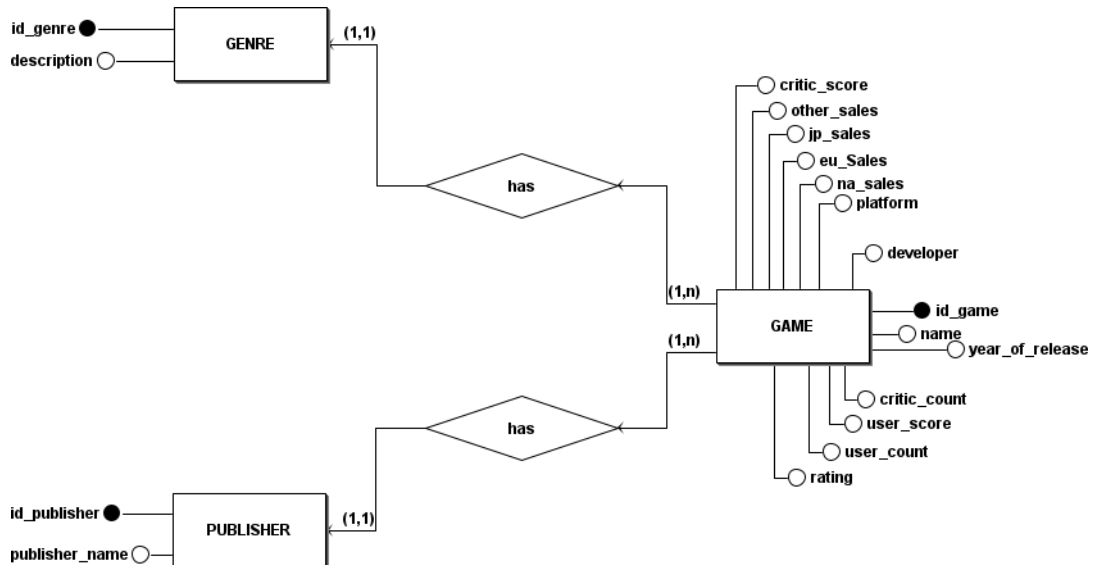 id_genre
GENRE
(1,1)
description
critic_score
other_sales
jp_sales
eu_Sales
has
na_sales
platform
developer
(1,n)
id_game
GAME
name
(1,n)
year_of_release
critic_count
user_score
has
user_count
rating
id_publisher
(1,1)
PUBLISHER
publisher_name